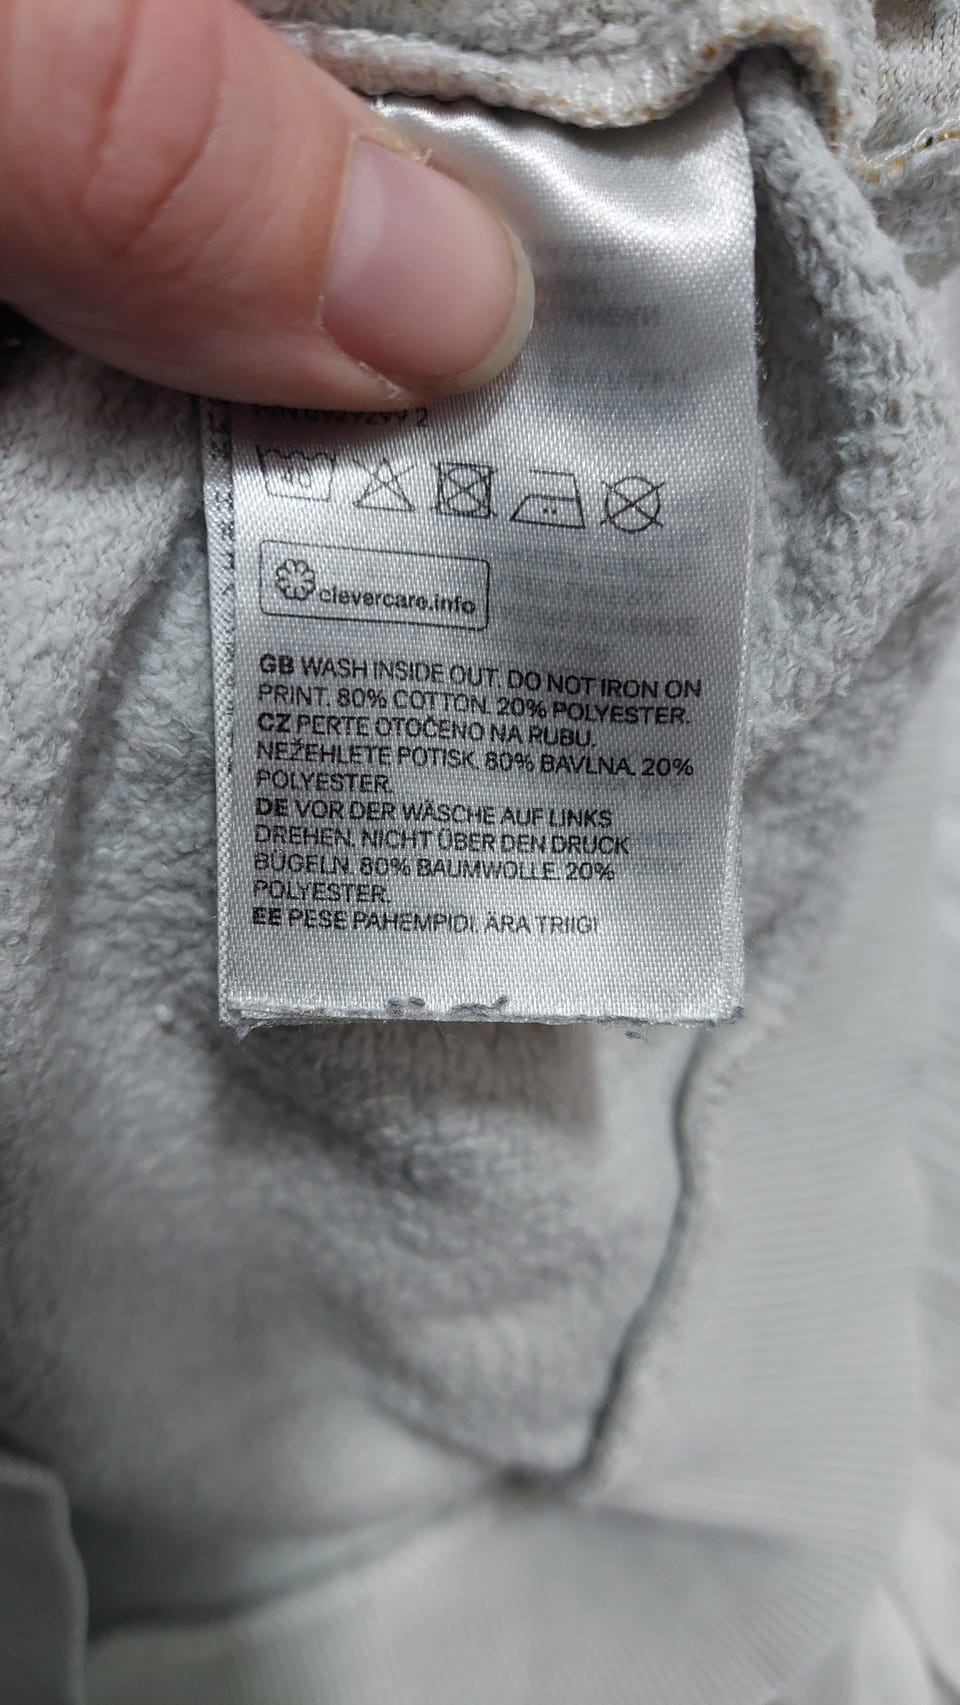 40
clevercare.info
GB WASH INSIDE OUT. DO NOT IRON ON
PRINT. 80% COTTON. 20% POLYESTER.
CZ PERTE OTOČENO NA RUBU.
NEŽEHLETE POTISK. 80% BAVLNA. 20%
POLYESTER.
DE VOR DER WÄSCHE AUF LINKS
DREHEN. NICHT ÜBER DEN DRUCK
BÜGELN. 80% BAUMWOLLE. 20%
POLYESTER.
EE PESE PAHEMPIDI. ÄRA TRIIGI